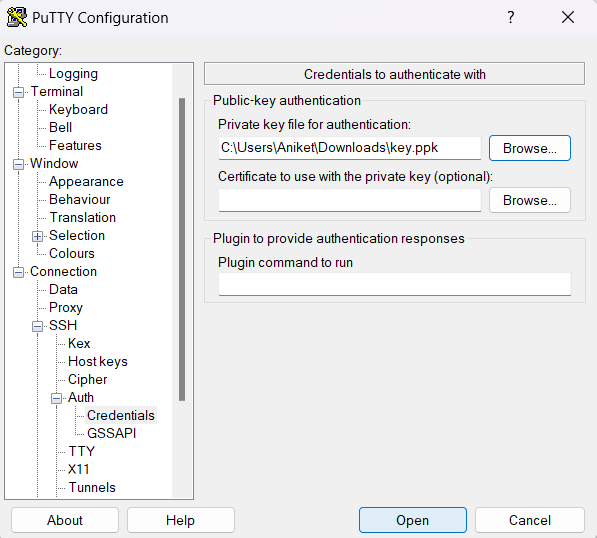 PuTTY Configuration
?
Category:
Logging
Terminal
Keyboard
Bell
Features
Window
Appearance
Behaviour
Translation
Selection
Colours
Connection
Data
Proxy
SSH
Kex
Host keys
Cipher
Auth
Credentials
GSSAPI
TTY
X11
Tunnels
Credentials to authenticate with
Public-key authentication
Private key file for authentication:
C:\Users\Aniket\Downloads\key.ppk Browse...
Certificate to use with the private key (optional):
Browse...
Plugin to provide authentication responses
Plugin command to run
About Help Open Cancel